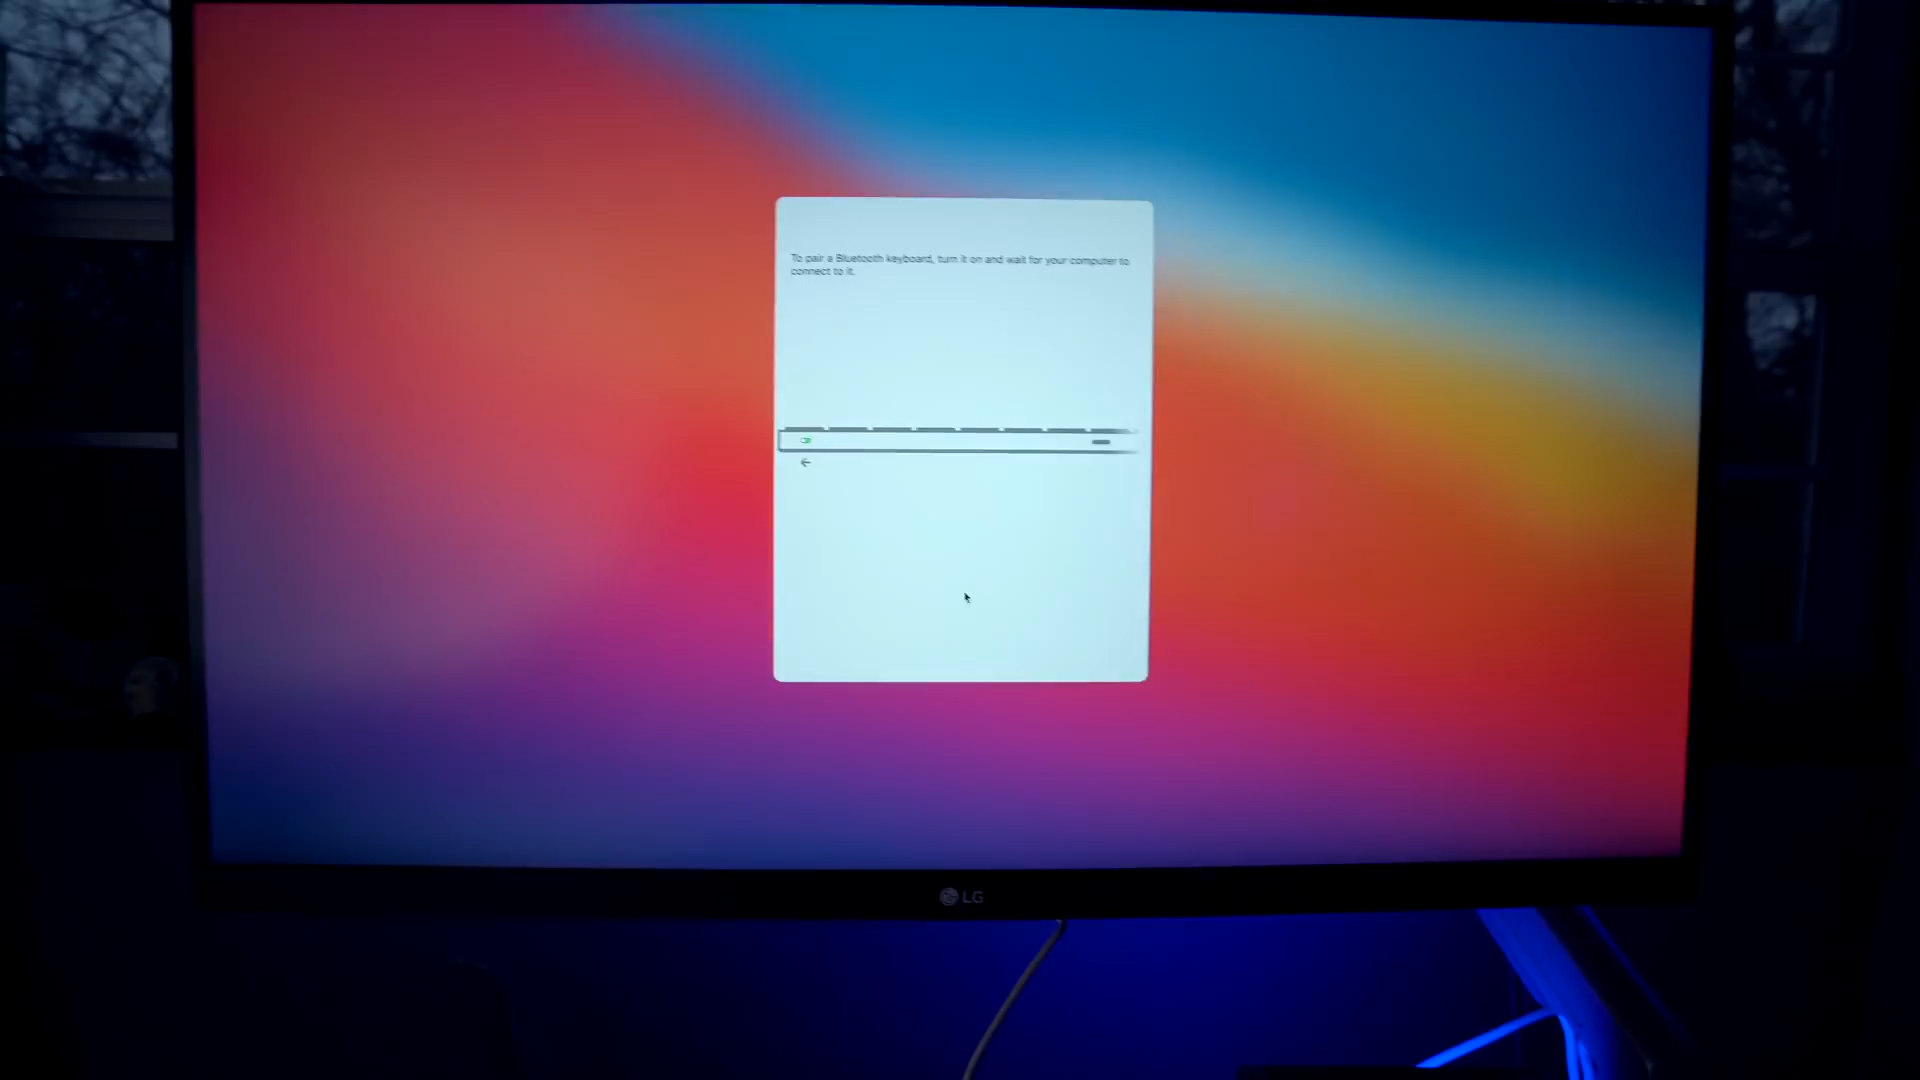 To pair a Bluetooth keyboard, turn it on and wait for your computer to
connect to it.
LG